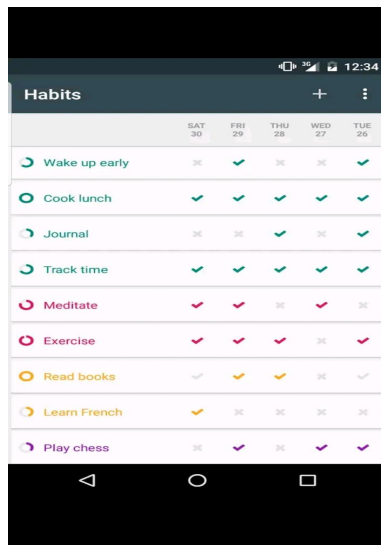 3G 12:34
Habits
SAT FRI THU WED TUE
30 29 28 27 26
Wake up early
Cook lunch
Journal
Track time
Meditate
Exercise
Read books
Learn French
Play chess